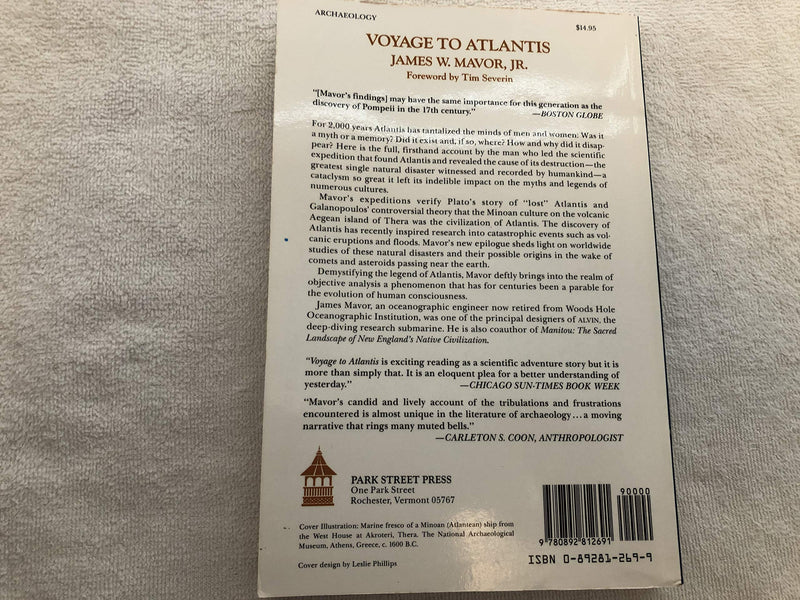 ARCHAEOLOGY
$14.95
VOYAGE TO ATLANTIS
JAMES W. MAVOR, JR.
Foreword by Tim Severin
"[Mavor's findings] may have the same importance for this generation as the
discovery of Pompeii in the 17th century."
—BOSTON GLOBE
For 2,000 years Atlantis has tantalized the minds of men and women: Was it
a myth or a memory? Did it exist and, if so, where? How and why did it disap-
pear? Here is the full, firsthand account by the man who led the scientific
expedition that found Atlantis and revealed the cause of its destruction—the
greatest single natural disaster witnessed and recorded by humankind—a
cataclysm so great it left its indelible impact on the myths and legends of
numerous cultures.
Mavor's expeditions verify Plato's story of "lost" Atlantis and
Galanopoulos' controversial theory that the Minoan culture on the volcanic
Aegean island of Thera was the civilization of Atlantis. The discovery of
Atlantis has recently inspired research into catastrophic events such as vol-
canic eruptions and floods. Mavor's new epilogue sheds light on worldwide
studies of these natural disasters and their possible origins in the wake of
comets and asteroids passing near the earth.
Demystifying the legend of Atlantis, Mavor deftly brings into the realm of
objective analysis a phenomenon that has for centuries been a parable for
the evolution of human consciousness.
James Mavor, an oceanographic engineer now retired from Woods Hole
Oceanographic Institution, was one of the principal designers of ALVIN, the
deep-diving research submarine. He is also coauthor of Manitou: The Sacred
Landscape of New England's Native Civilization.
"Voyage to Atlantis is exciting reading as a scientific adventure story but it is
more than simply that. It is an eloquent plea for a better understanding of
yesterday."
—CHICAGO SUN-TIMES BOOK WEEK
"Mavor's candid and lively account of the tribulations and frustrations
encountered is almost unique in the literature of archaeology...a moving
narrative that rings many muted bells."
—CARLETON S. COON, ANTHROPOLOGIST
PARK STREET PRESS
One Park Street
Rochester, Vermont 05767
Cover Illustration: Marine fresco of a Minoan (Atlantean) ship from
the West House at Akroteri, Thera. The National Archaeological
Museum, Athens, Greece, c. 1600 B.C.
Cover design by Leslie Phillips
90000
9 780892 812691
ISBN 0-89281-269-9